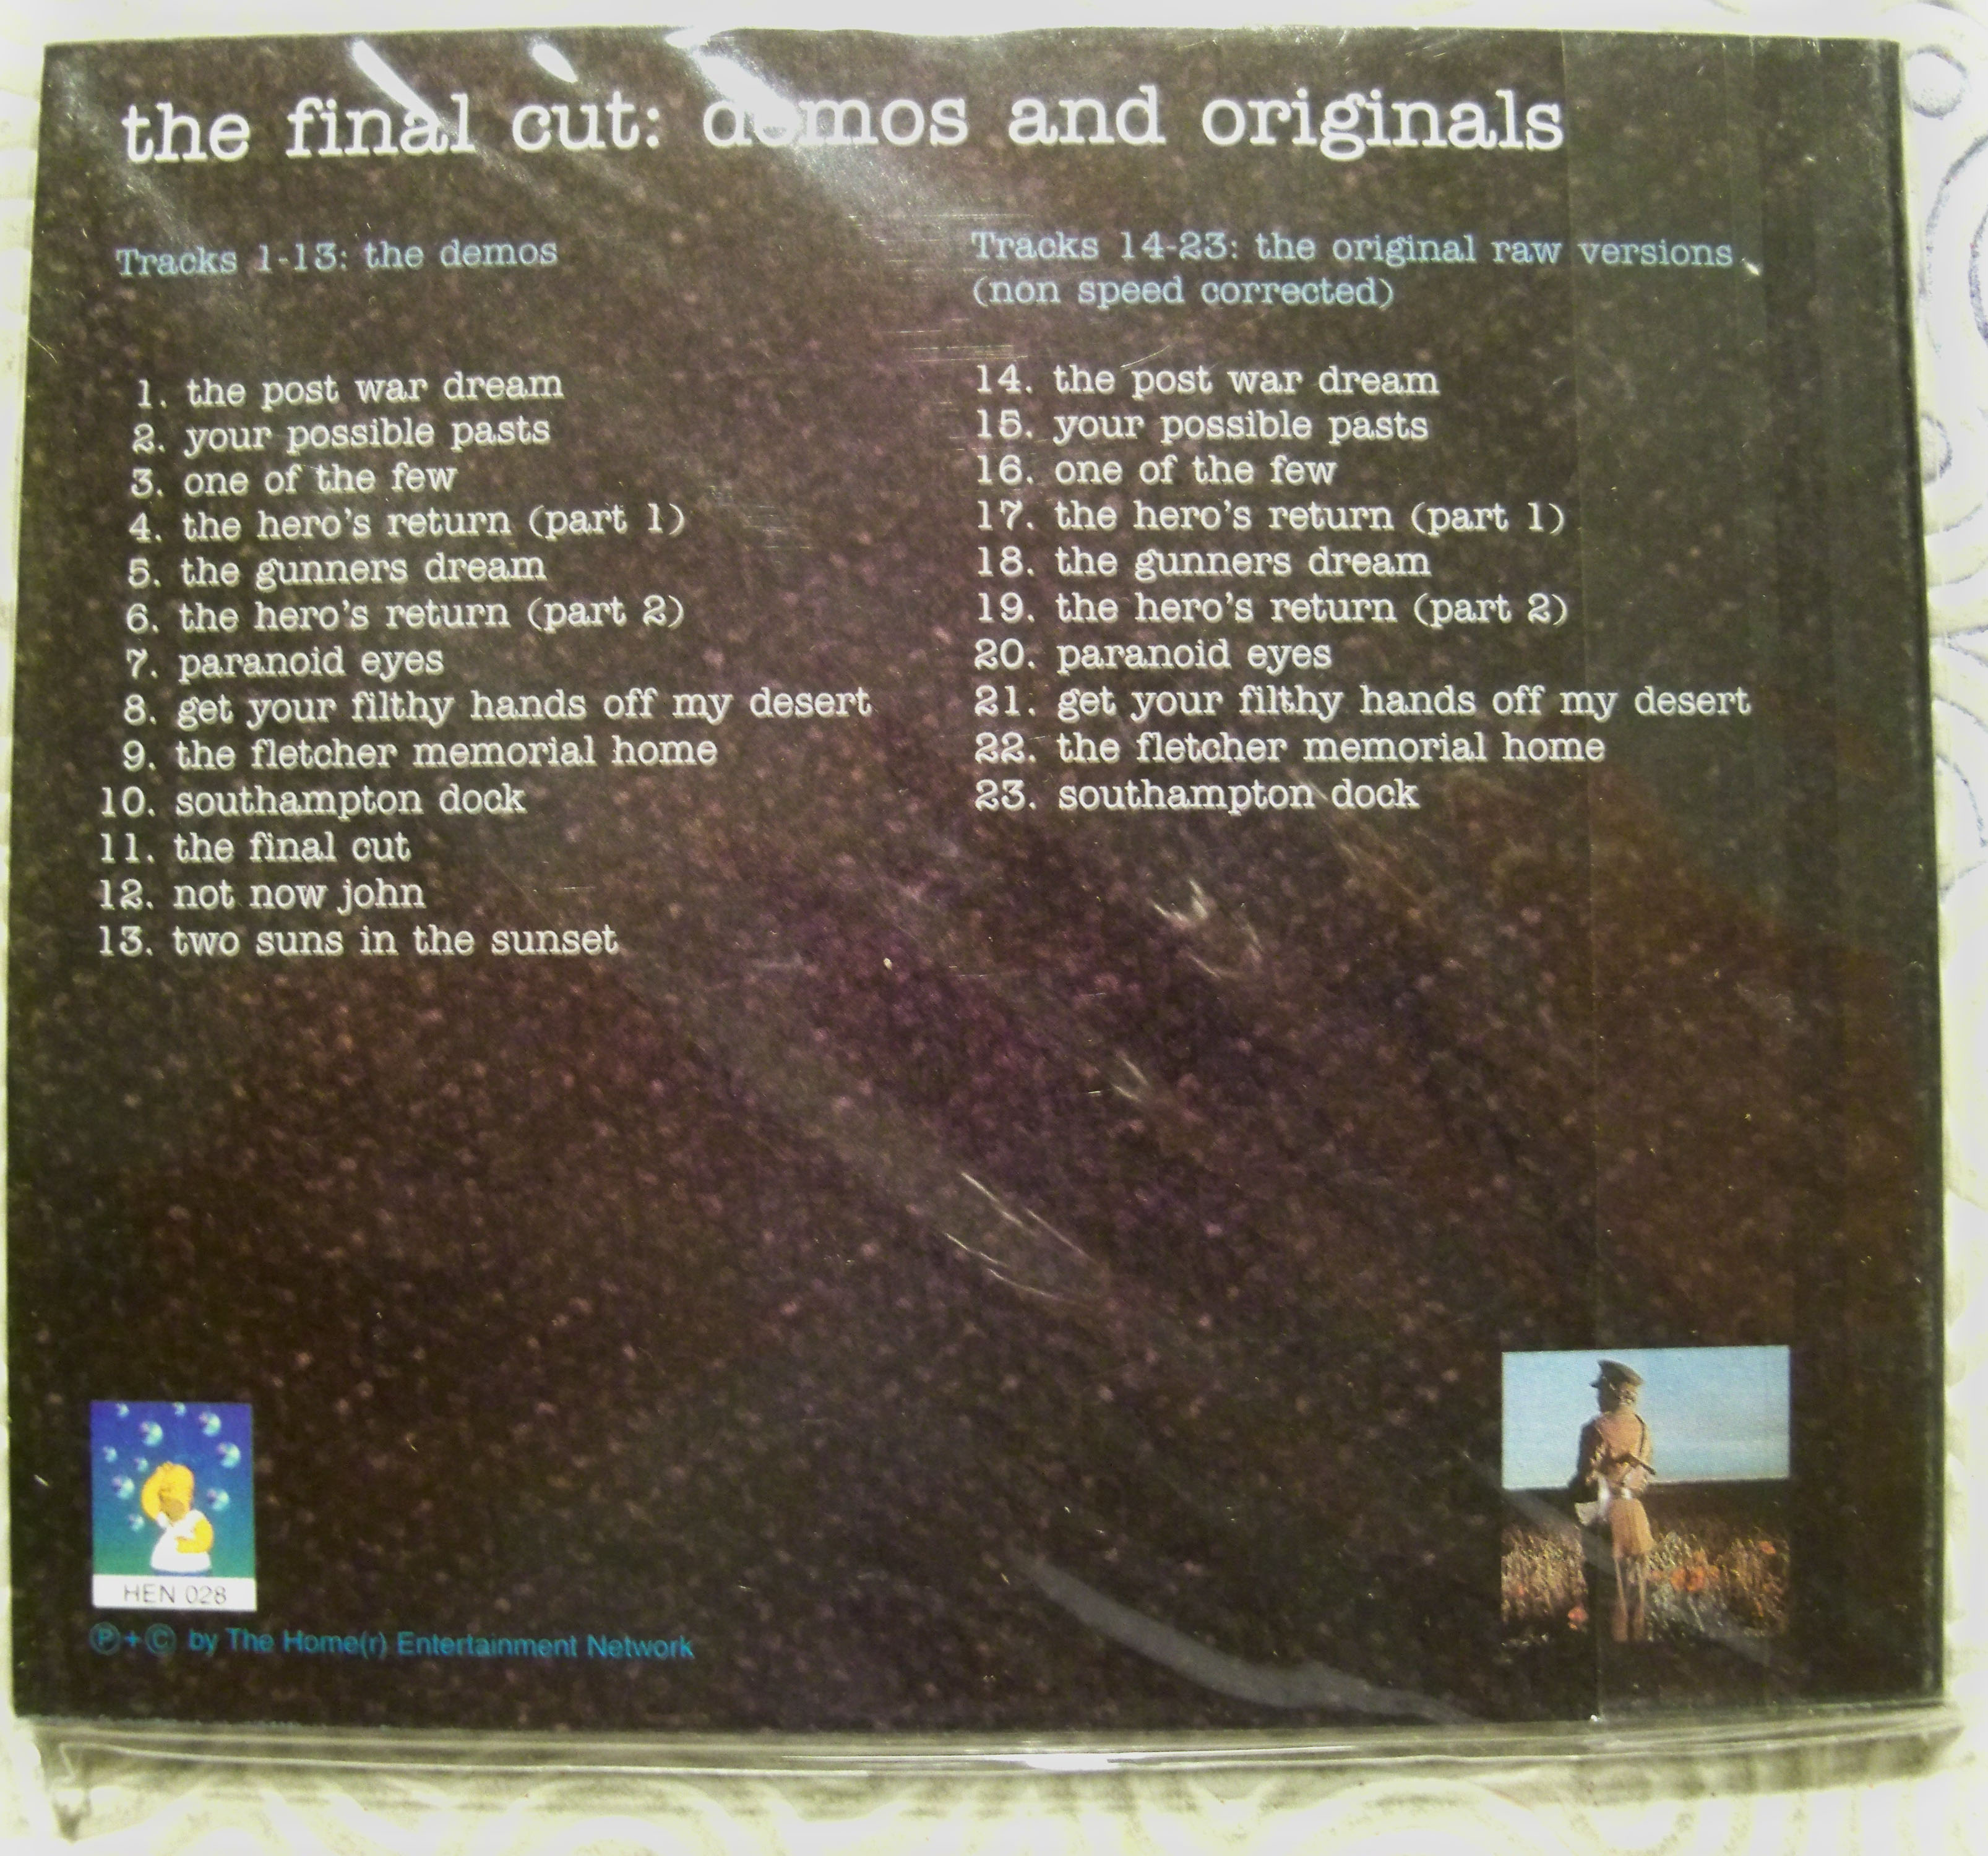 the final cut: demos and originals
Tracks 1-13: the demos
1. the post war dream
2. your possible pasts
3. one of the few
4. the hero's return (part 1)
5. the gunners dream
6. the hero's return (part 2)
7. paranoid eyes
8. get your filthy hands off my desert
9. the fletcher memorial home
10. southampton dock
11. the final cut
12. not now john
13. two suns in the sunset
Tracks 14-23: the original raw versions
(non speed corrected)
14. the post war dream
15. your possible pasts
16. one of the few
17. the hero's return (part 1)
18. the gunners dream
19. the hero's return (part 2)
20. paranoid eyes
21. get your filthy hands off my desert
22. the fletcher memorial home
23. southampton dock
HEN 028
Ⓟ+Ⓒ by The Home(r) Entertainment Network